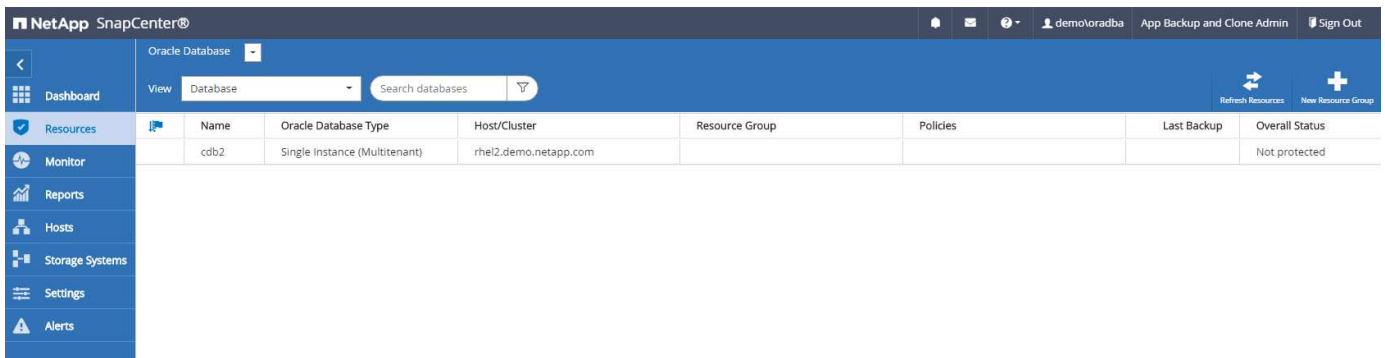 NetApp SnapCenter® demo\oradba App Backup and Clone Admin Sign Out
Oracle Database
View Database Search databases Refresh Resources New Resource Group
Dashboard
Resources
Monitor
Reports
Hosts
Storage Systems
Settings
Alerts
Name Oracle Database Type Host/Cluster Resource Group Policies Last Backup Overall Status
cdb2 Single Instance (Multitenant) rhel2.demo.netapp.com Not protected